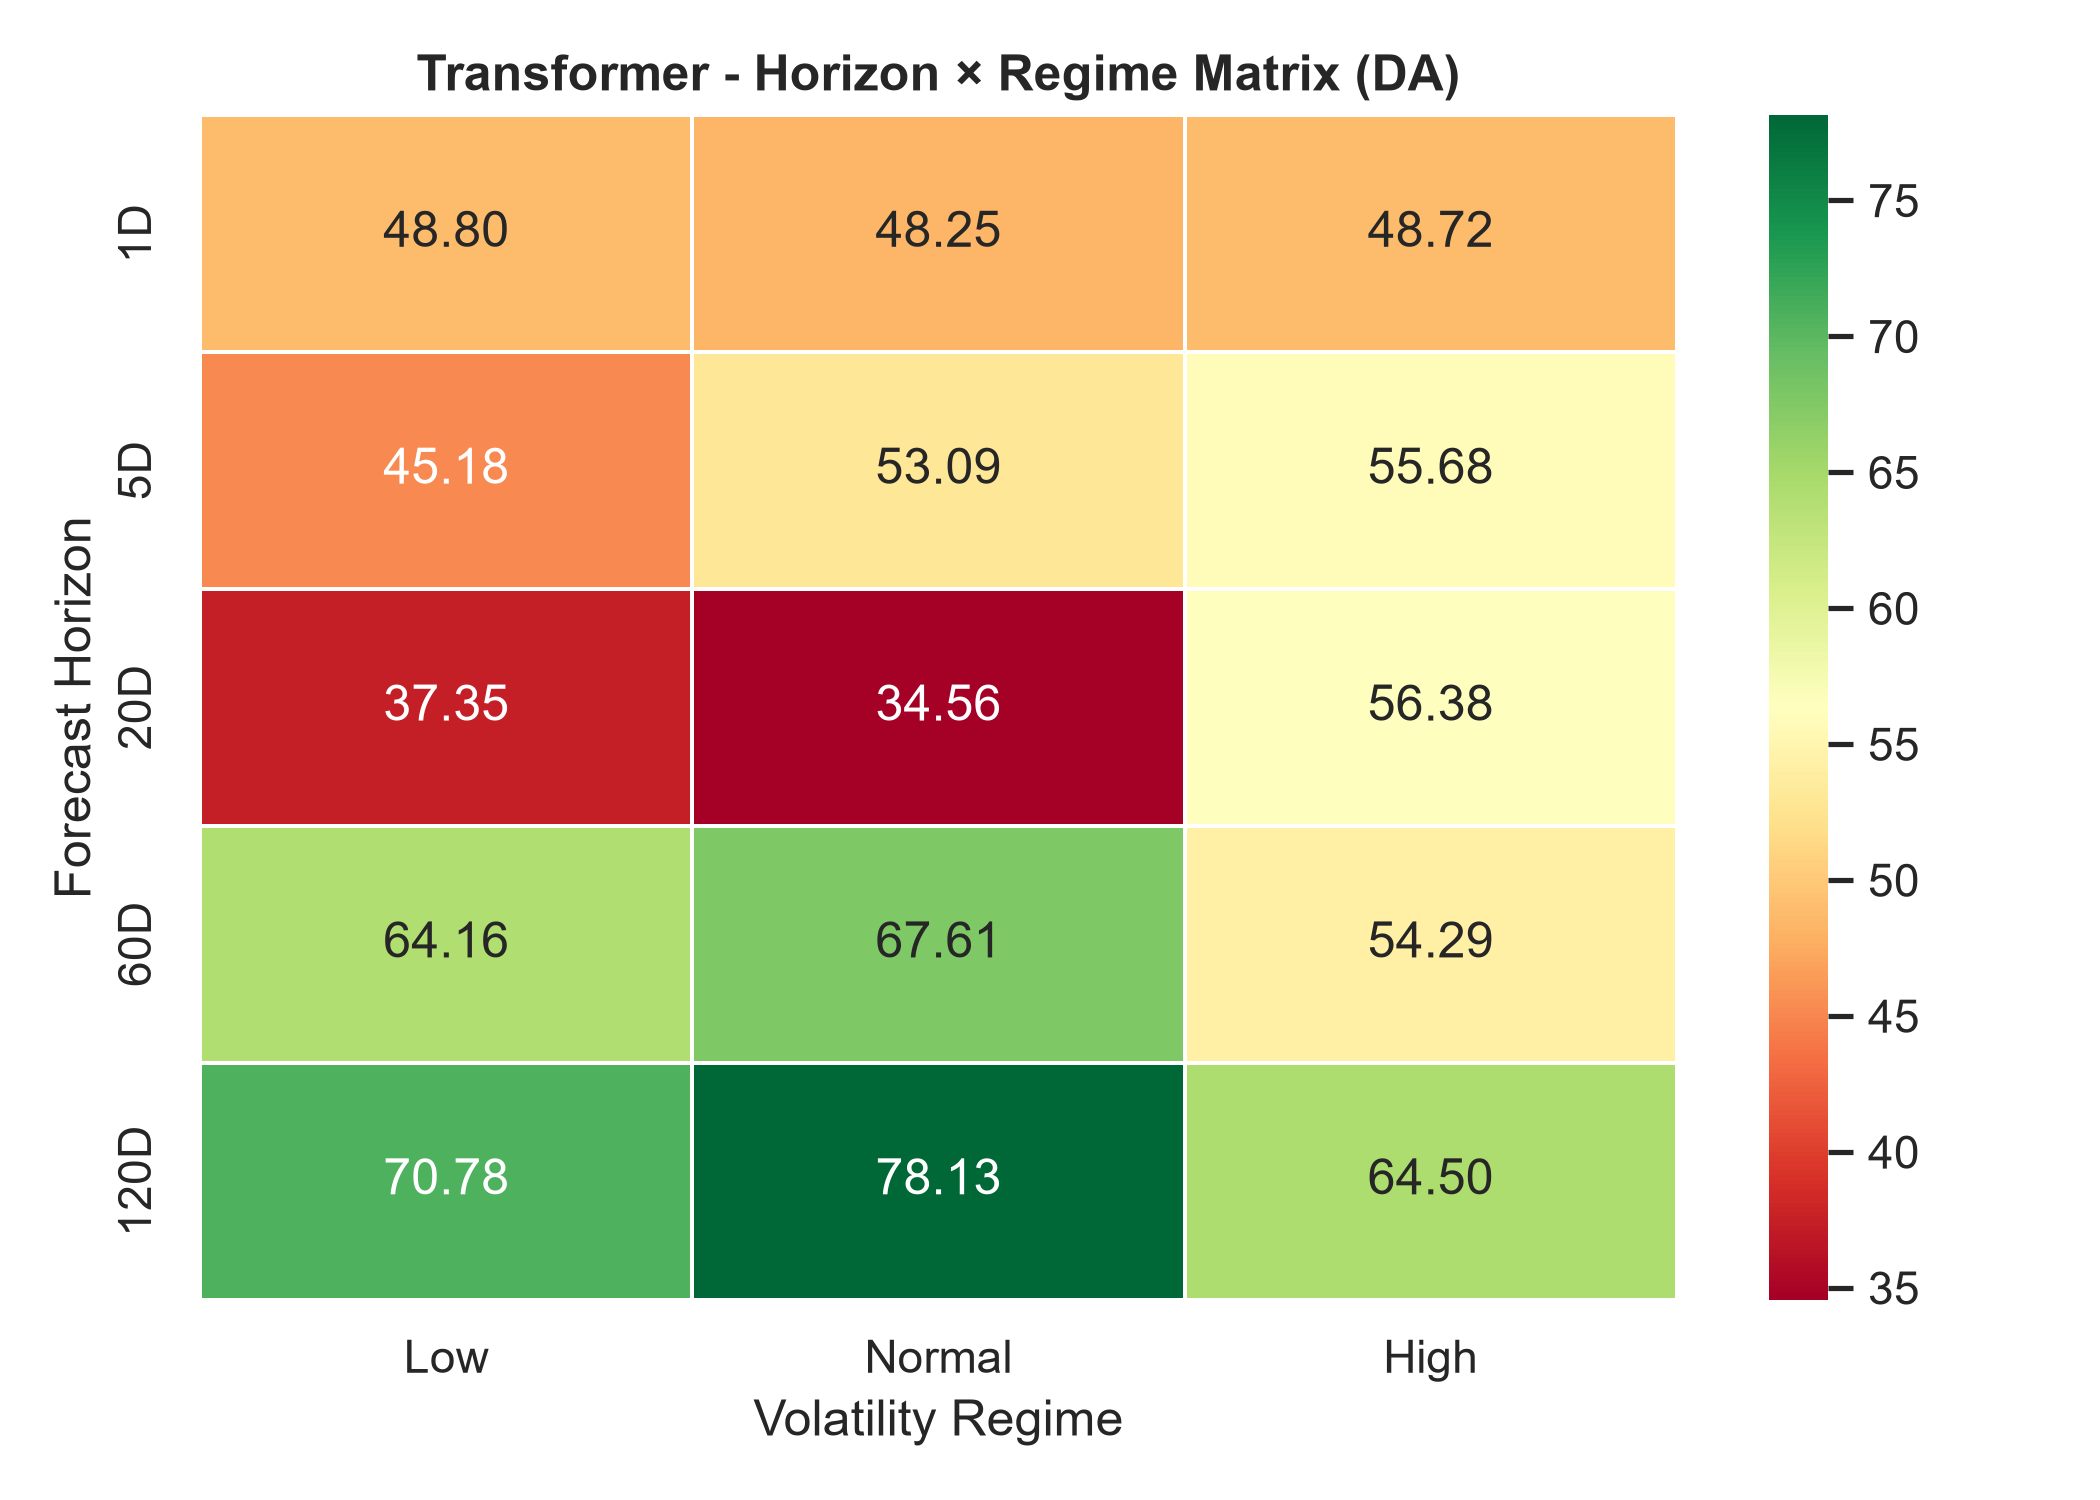 Transformer - Horizon × Regime Matrix (DA)
Forecast Horizon
1D 48.80 48.25 48.72
5D 45.18 53.09 55.68
20D 37.35 34.56 56.38
60D 64.16 67.61 54.29
120D 70.78 78.13 64.50
Low Normal High
Volatility Regime
75
70
65
60
55
50
45
40
35